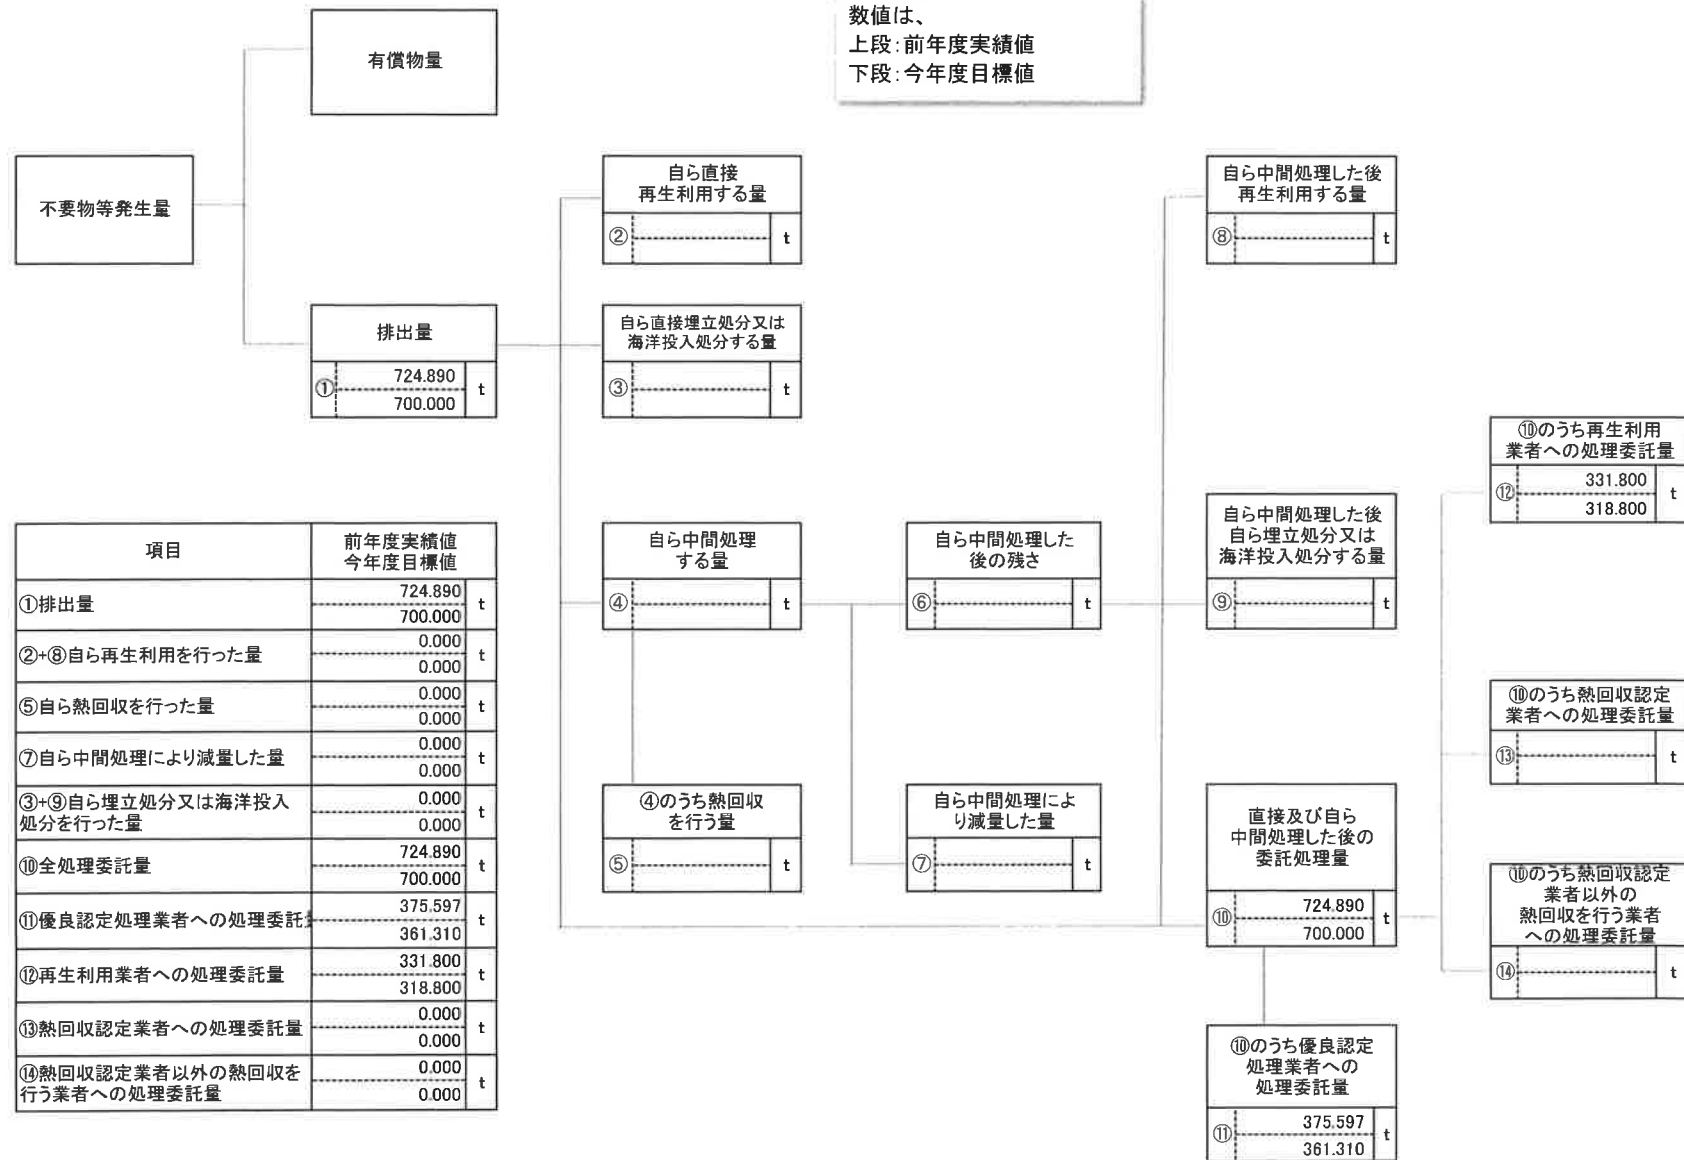 数値は、
上段：前年度実績値
下段：今年度目標値
有償物量
不要物等発生量
排出量
① 724.890 t
700.000
自ら直接
再生利用する量
② t
自ら直接埋立処分又は
海洋投入処分する量
③ t
自ら中間処理した後
再生利用する量
⑧ t
自ら中間処理
する量
④ t
自ら中間処理した
後の残さ
⑥ t
自ら中間処理した後
自ら埋立処分又は
海洋投入処分する量
⑨ t
④のうち熱回収
を行う量
⑤ t
自ら中間処理によ
り減量した量
⑦ t
直接及び自ら
中間処理した後の
委託処理量
⑩ 724.890 t
700.000
⑩のうち優良認定
処理業者への
処理委託量
⑪ 375.597 t
361.310
⑩のうち再生利用
業者への処理委託量
⑫ 331.800 t
318.800
⑩のうち熱回収認定
業者への処理委託量
⑬ t
⑩のうち熱回収認定
業者以外の
熱回収を行う業者
への処理委託量
⑭ t
項目 前年度実績値
今年度目標値
①排出量 724.890 t
700.000
②+⑧自ら再生利用を行った量 0.000 t
0.000
⑤自ら熱回収を行った量 0.000 t
0.000
⑦自ら中間処理により減量した量 0.000 t
0.000
③+⑨自ら埋立処分又は海洋投入
処分を行った量 0.000 t
0.000
⑩全処理委託量 724.890 t
700.000
⑪優良認定処理業者への処理委託 375.597 t
361.310
⑫再生利用業者への処理委託量 331.800 t
318.800
⑬熱回収認定業者への処理委託量 0.000 t
0.000
⑭熱回収認定業者以外の熱回収を
行う業者への処理委託量 0.000 t
0.000